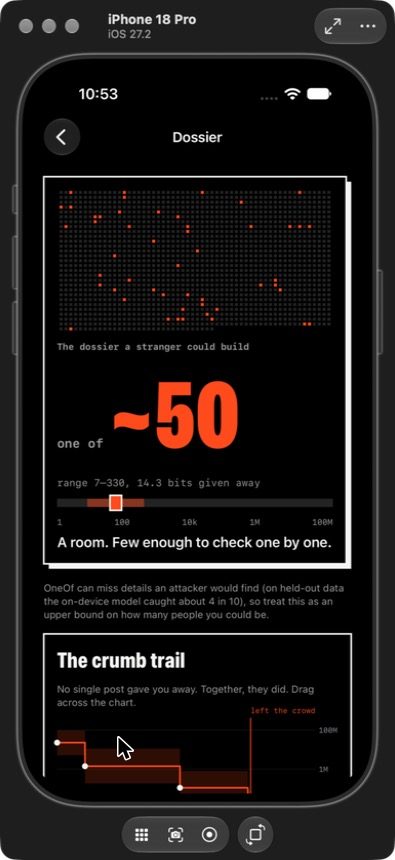 iPhone 18 Pro
iOS 27.2
10:53
Dossier
The dossier a stranger could build
one of ~50
range 7–330, 14.3 bits given away
1 100 10k 1M 100M
A room. Few enough to check one by one.
OneOf can miss details an attacker would find (on held-out data
the on-device model caught about 4 in 10), so treat this as an
upper bound on how many people you could be.
The crumb trail
No single post gave you away. Together, they did. Drag
across the chart.
left the crowd
100M
1M